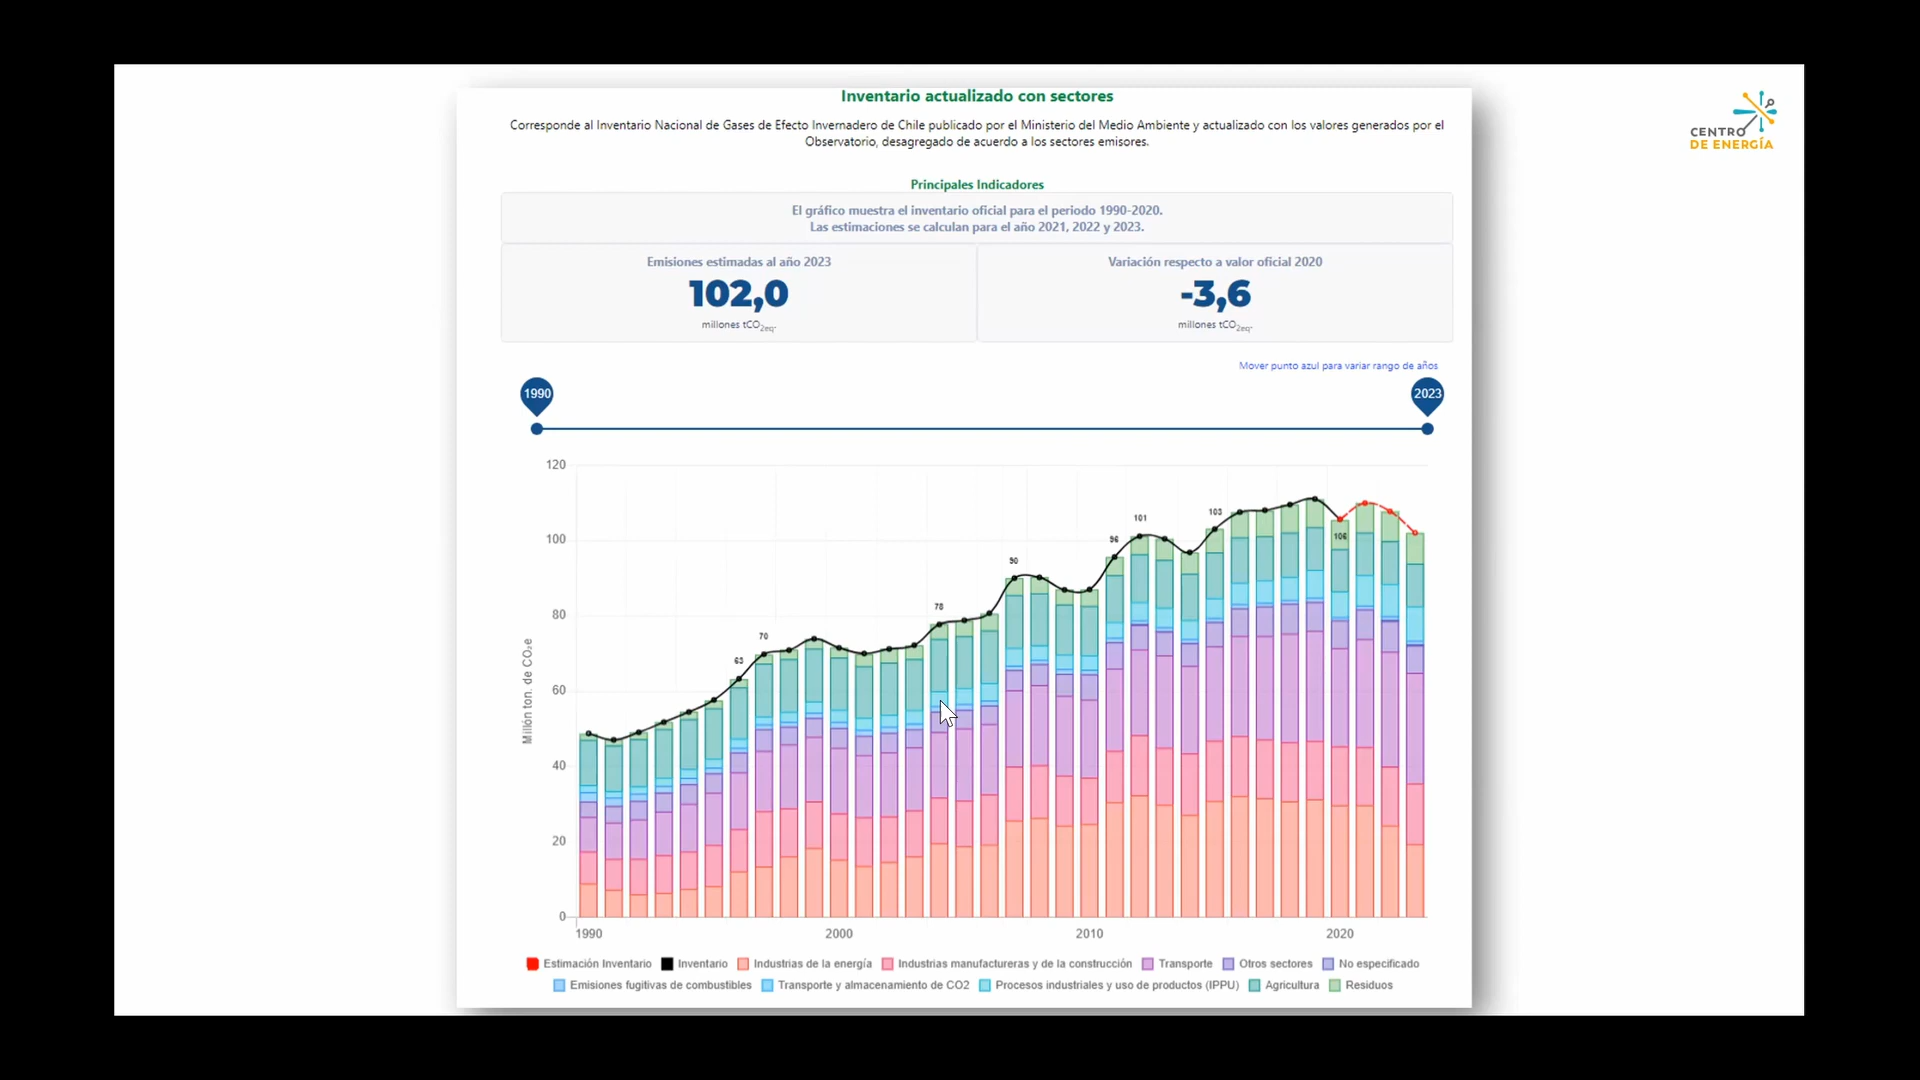 Inventario actualizado con sectores
Corresponde al Inventario Nacional de Gases de Efecto Invernadero de Chile publicado por el Ministerio del Medio Ambiente y actualizado con los valores generados por el
Observatorio, desagregado de acuerdo a los sectores emisores.
CENTRO
DE ENERGÍA
Principales Indicadores
El gráfico muestra el inventario oficial para el periodo 1990-2020.
Las estimaciones se calculan para el año 2021, 2022 y 2023.
Emisiones estimadas al año 2023
102,0
millones tCO2eq.
Variación respecto a valor oficial 2020
-3,6
millones tCO2eq.
Mover punto azul para variar rango de años
1990
2023
Millón ton. de CO₂e
120
100
80
60
40
20
0
63
70
78
90
96
101
103
106
1990
2000
2010
2020
Estimación Inventario
Inventario
Industrias de la energía
Industrias manufactureras y de la construcción
Transporte
Otros sectores
No especificado
Emisiones fugitivas de combustibles
Transporte y almacenamiento de CO2
Procesos industriales y uso de productos (IPPU)
Agricultura
Residuos